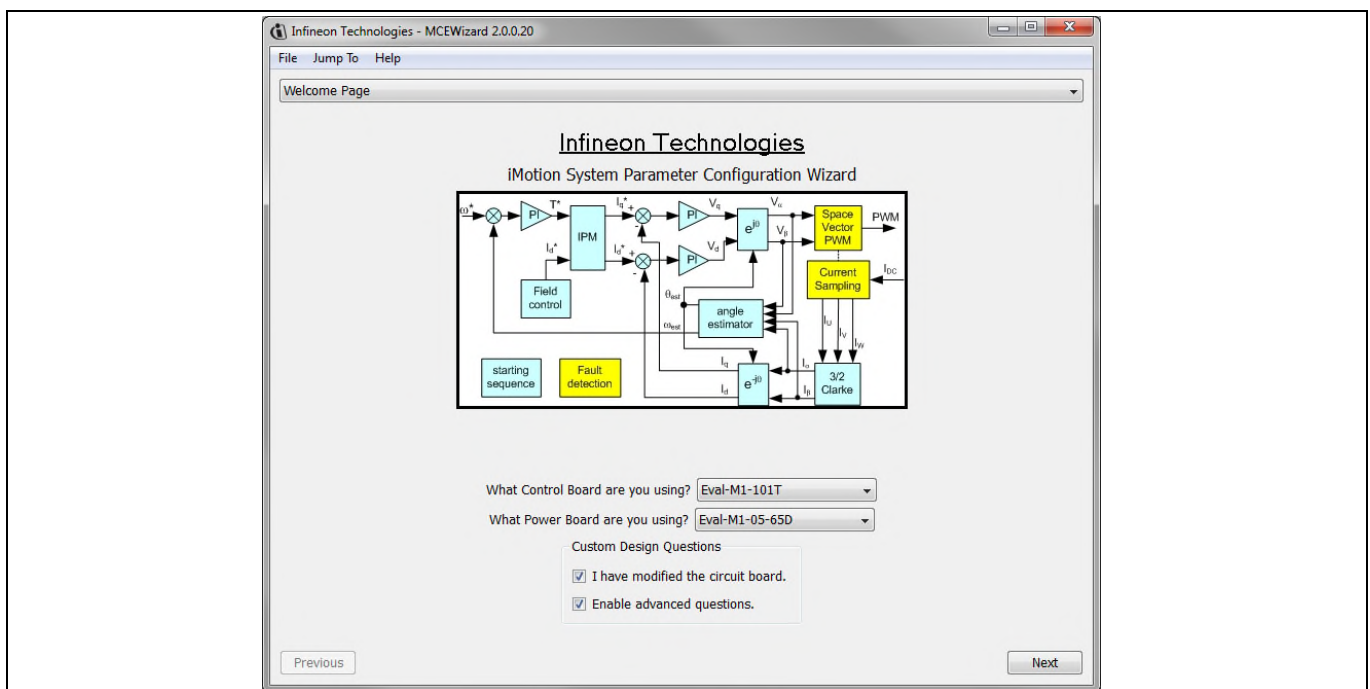 Infineon Technologies - MCEWizard 2.0.0.20
File Jump To Help
Welcome Page
Infineon Technologies
iMotion System Parameter Configuration Wizard
ω*
PI
T*
IPM
Iq*
+
-
PI
Vq
e^jθ
Vα
Space
Vector
PWM
PWM
Vβ
Id*
Id*
+
-
PI
Vd
Current
Sampling
IDC
Field
control
θest
angle
estimator
ωest
IU
IV
IW
starting
sequence
Fault
detection
Iq
Id
e^-jθ
Iα
Iβ
3/2
Clarke
What Control Board are you using? Eval-M1-101T
What Power Board are you using? Eval-M1-05-65D
Custom Design Questions
I have modified the circuit board.
Enable advanced questions.
Previous
Next